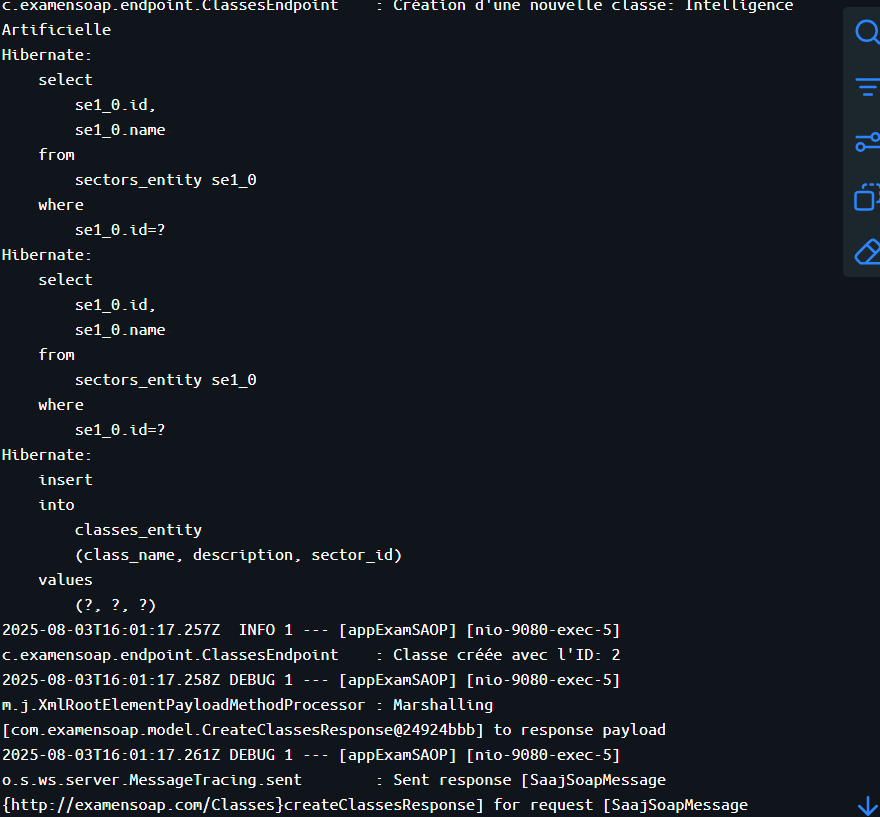 c.examensoap.endpoint.ClassesEndpoint    : Création d'une nouvelle classe: Intelligence
Artificielle
Hibernate:
    select
        se1_0.id,
        se1_0.name
    from
        sectors_entity se1_0
    where
        se1_0.id=?
Hibernate:
    select
        se1_0.id,
        se1_0.name
    from
        sectors_entity se1_0
    where
        se1_0.id=?
Hibernate:
    insert
    into
        classes_entity
        (class_name, description, sector_id)
    values
        (?, ?, ?)
2025-08-03T16:01:17.257Z  INFO 1 --- [appExamSAOP] [nio-9080-exec-5]
c.examensoap.endpoint.ClassesEndpoint    : Classe créée avec l'ID: 2
2025-08-03T16:01:17.258Z DEBUG 1 --- [appExamSAOP] [nio-9080-exec-5]
m.j.XmlRootElementPayloadMethodProcessor : Marshalling
[com.examensoap.model.CreateClassesResponse@24924bbb] to response payload
2025-08-03T16:01:17.261Z DEBUG 1 --- [appExamSAOP] [nio-9080-exec-5]
o.s.ws.server.MessageTracing.sent        : Sent response [SaajSoapMessage
{http://examensoap.com/Classes}createClassesResponse] for request [SaajSoapMessage